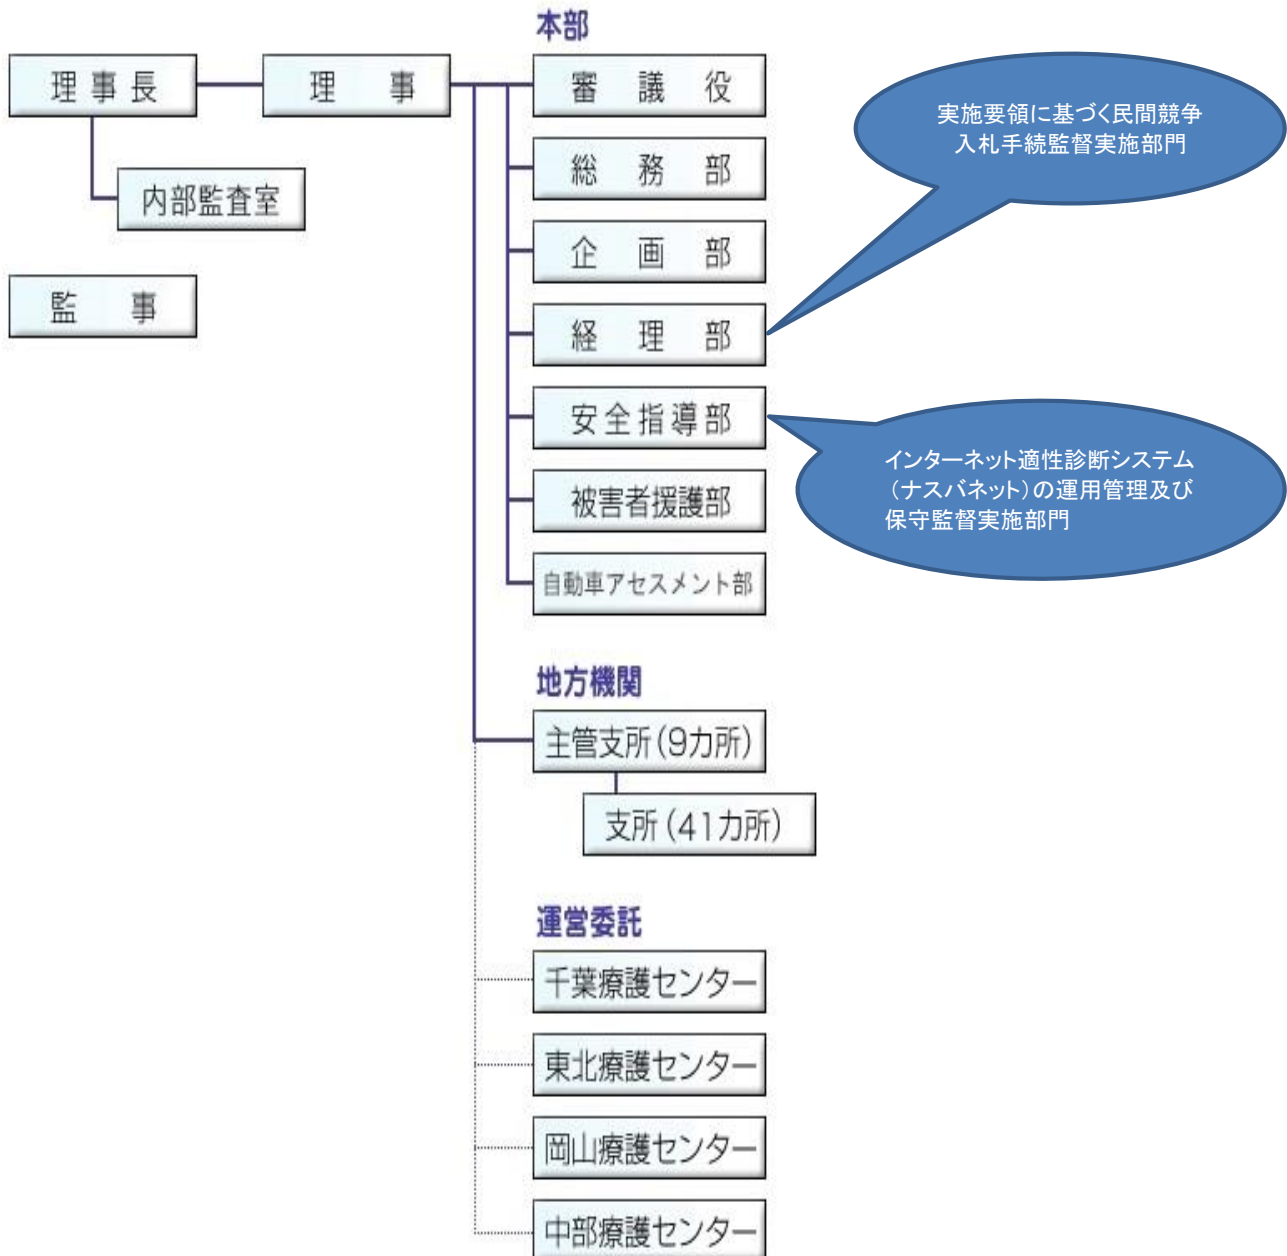 本部
理事長
理事
審議役
実施要領に基づく民間競争
入札手続監督実施部門
総務部
内部監査室
企画部
監事
経理部
安全指導部
インターネット適性診断システム
（ナスバネット）の運用管理及び
保守監督実施部門
被害者援護部
自動車アセスメント部
地方機関
主管支所(9カ所)
支所(41カ所)
運営委託
千葉療護センター
東北療護センター
岡山療護センター
中部療護センター